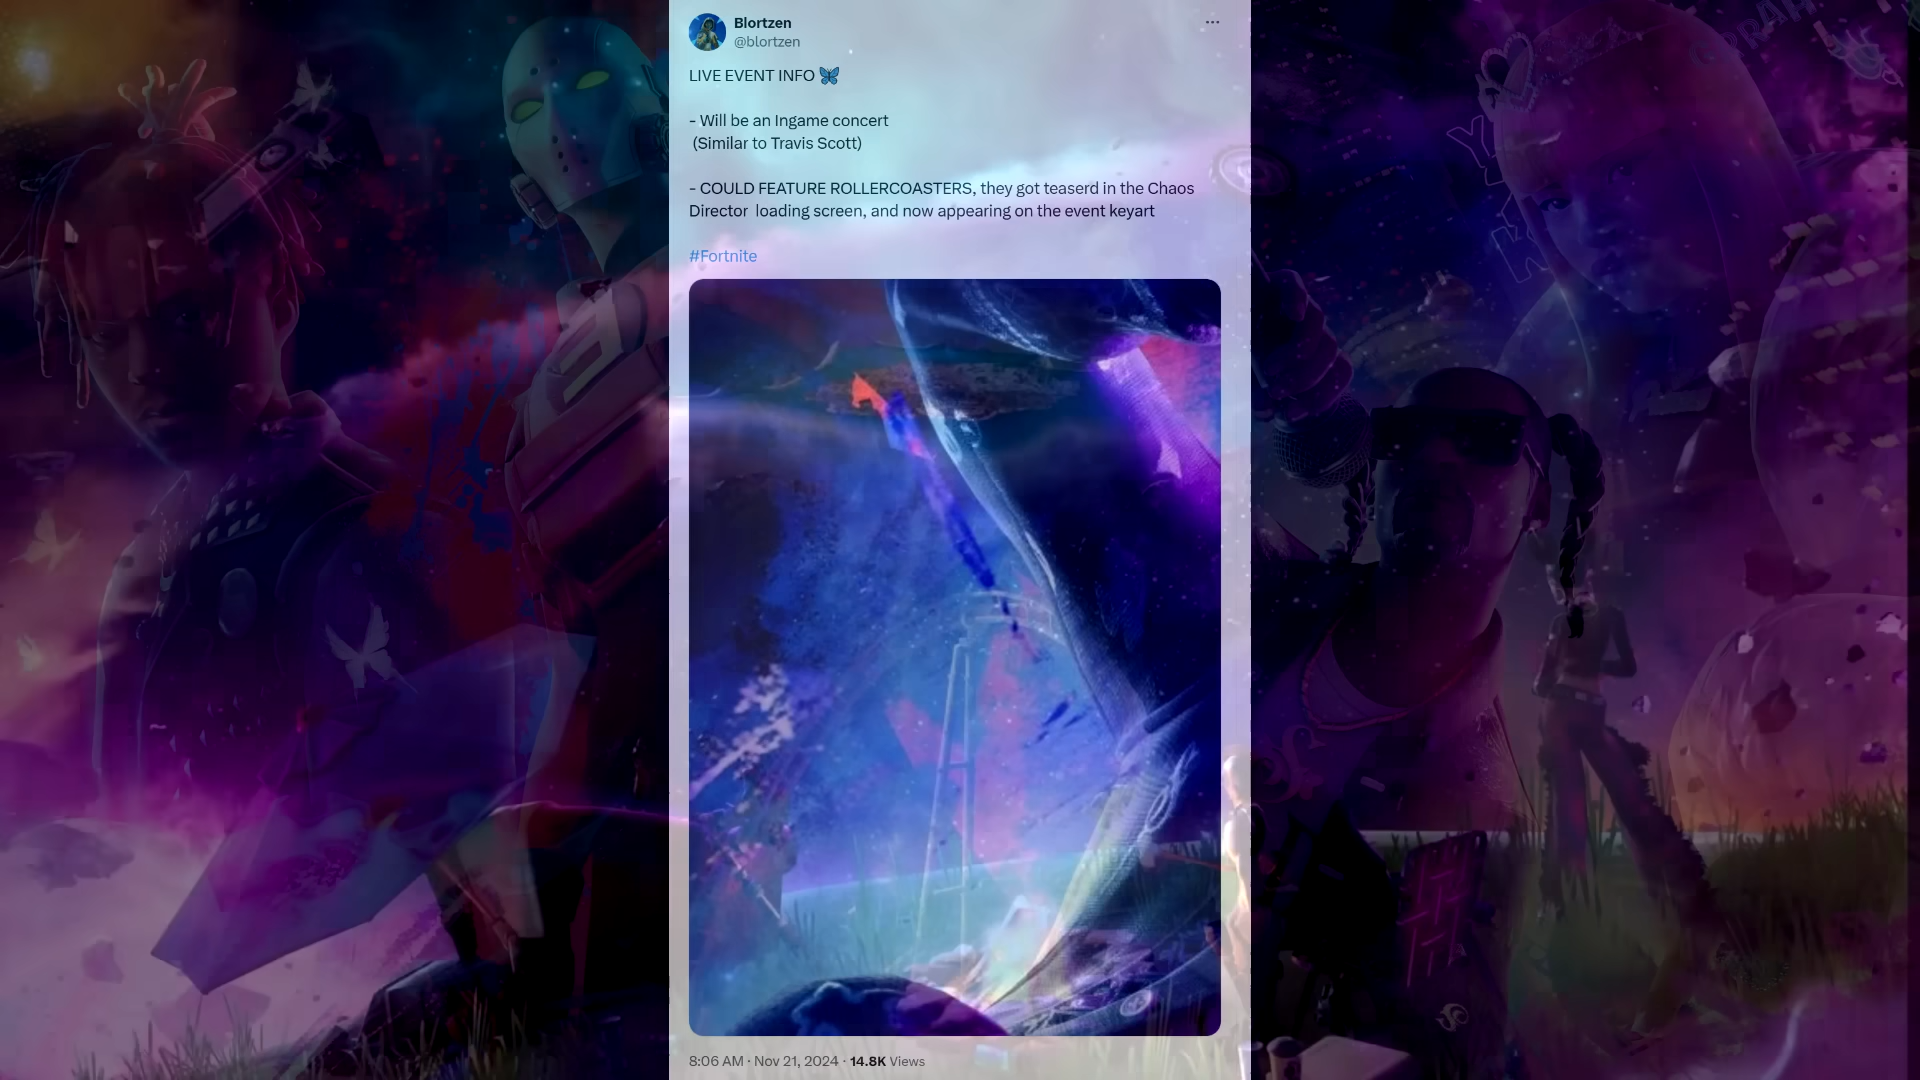 Blortzen
@blortzen
LIVE EVENT INFO 🦋
- Will be an Ingame concert
(Similar to Travis Scott)
- COULD FEATURE ROLLERCOASTERS, they got teaserd in the Chaos
Director loading screen, and now appearing on the event keyart
#Fortnite
8:06 AM · Nov 21, 2024 · 14.8K Views